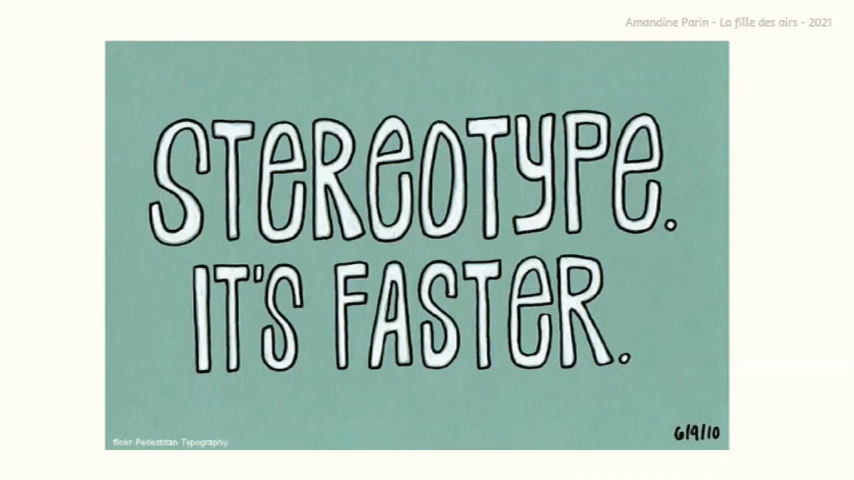 Amandine Parin - La fille des airs - 2021
STEREOTYPE.
IT'S FASTER.
6/9/10
flickr Pedestrian Typography